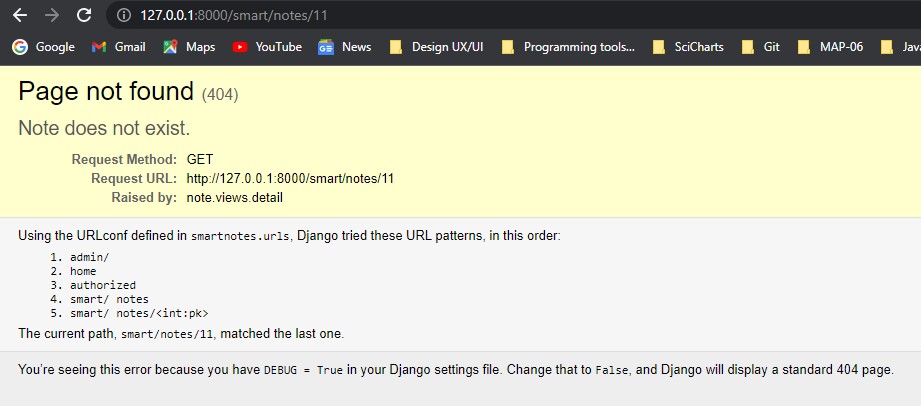 127.0.0.1:8000/smart/notes/11
Google Gmail Maps YouTube GE News Design UX/UI Programming tools... SciCharts Git MAP-06 Java
Page not found (404)
Note does not exist.
Request Method: GET
Request URL: http://127.0.0.1:8000/smart/notes/11
Raised by: note.views.detail
Using the URLconf defined in smartnotes.urls, Django tried these URL patterns, in this order:
1. admin/
2. home
3. authorized
4. smart/ notes
5. smart/ notes/<int:pk>
The current path, smart/notes/11, matched the last one.
You're seeing this error because you have DEBUG = True in your Django settings file. Change that to False, and Django will display a standard 404 page.